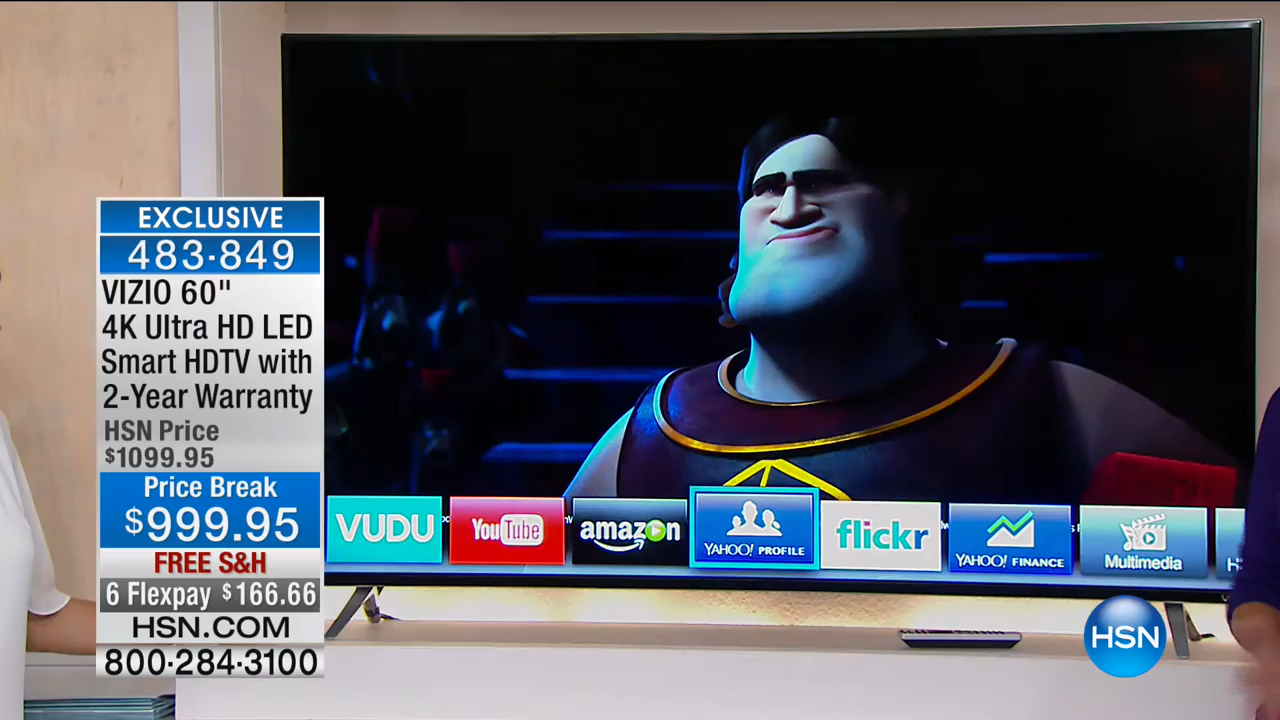 EXCLUSIVE
483·849
VIZIO 60"
4K Ultra HD LED
Smart HDTV with
2-Year Warranty
HSN Price
$1099.95
Price Break
$999.95
FREE S&H
6 Flexpay $166.66
HSN.COM
800·284·3100
VUDU
YouTube
amazon
YAHOO! PROFILE
flickr
YAHOO! FINANCE
Multimedia
HSN